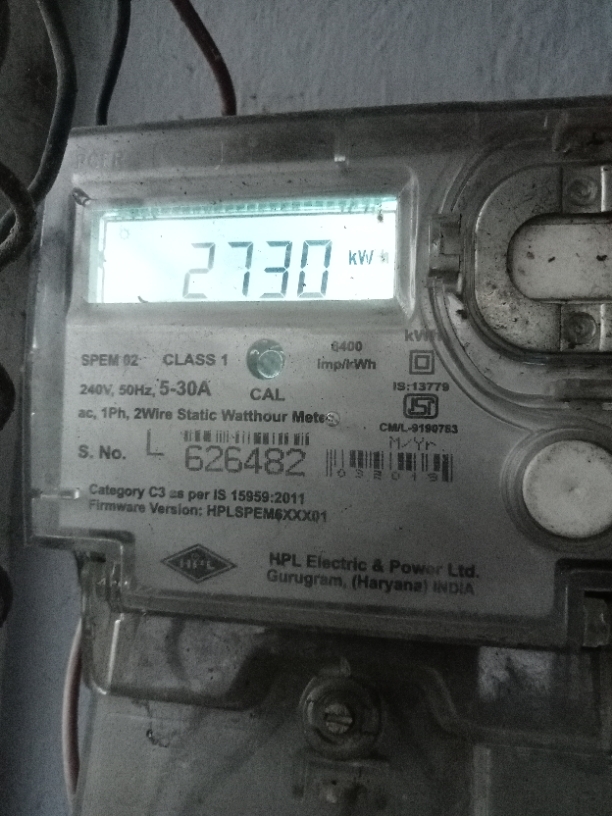 2730 kW
SPEM 02 CLASS 1
6400
imp/kWh
240V, 50Hz, 5-30A
CAL
IS:13779
ISI
CM/L-9190753
ac, 1Ph, 2Wire Static Watthour Meter
M/Yr
S. No. L 626482
032019
Category C3 as per IS 15959:2011
Firmware Version: HPLSPEM6XXX01
HPL
HPL Electric & Power Ltd.
Gurugram, (Haryana) INDIA